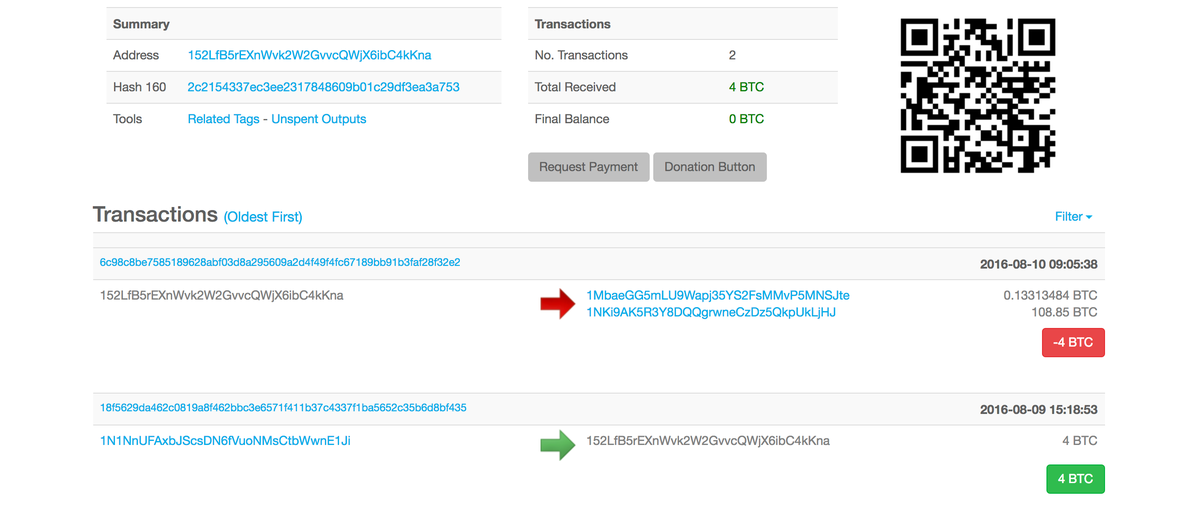 Summary
Address 152LfB5rEXnWvk2W2GvvcQWjX6ibC4kKna
Hash 160 2c2154337ec3ee2317848609b01c29df3ea3a753
Tools Related Tags - Unspent Outputs
Transactions
No. Transactions 2
Total Received 4 BTC
Final Balance 0 BTC
Request Payment Donation Button
Transactions (Oldest First) Filter
6c98c8be7585189628abf03d8a295609a2d4f49f4fc67189bb91b3faf28f32e2 2016-08-10 09:05:38
152LfB5rEXnWvk2W2GvvcQWjX6ibC4kKna 1MbaeGG5mLU9Wapj35YS2FsMMvP5MNSJte 0.13313484 BTC
1NKi9AK5R3Y8DQQgrwneCzDz5QkpUkLjHJ 108.85 BTC
-4 BTC
18f5629da462c0819a8f462bbc3e6571f411b37c4337f1ba5652c35b6d8bf435 2016-08-09 15:18:53
1N1NnUFAxbJScsDN6fVuoNMsCtbWwnE1Ji 152LfB5rEXnWvk2W2GvvcQWjX6ibC4kKna 4 BTC
4 BTC